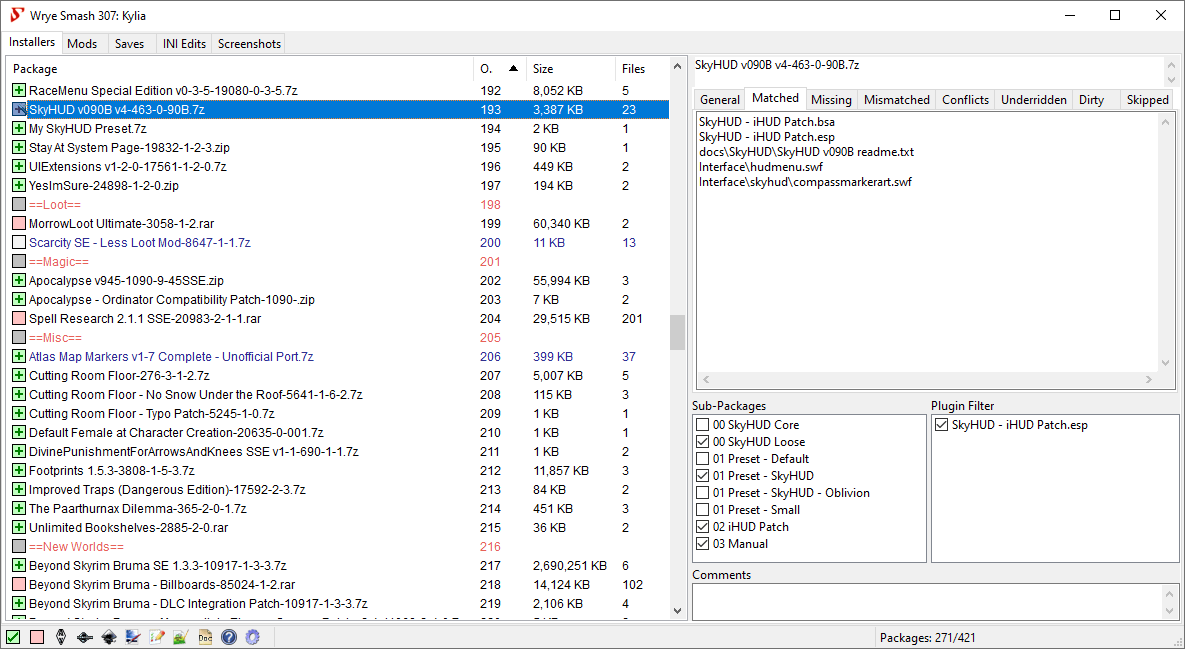 Wrye Smash 307: Kylia
Installers Mods Saves INI Edits Screenshots
Package O. Size Files
RaceMenu Special Edition v0-3-5-19080-0-3-5.7z 192 8,052 KB 5
SkyHUD v090B v4-463-0-90B.7z 193 3,387 KB 23
My SkyHUD Preset.7z 194 2 KB 1
Stay At System Page-19832-1-2-3.zip 195 90 KB 1
UIExtensions v1-2-0-17561-1-2-0.7z 196 449 KB 2
YesImSure-24898-1-2-0.zip 197 194 KB 2
==Loot== 198
MorrowLoot Ultimate-3058-1-2.rar 199 60,340 KB 2
Scarcity SE - Less Loot Mod-8647-1-1.7z 200 11 KB 13
==Magic== 201
Apocalypse v945-1090-9-45SSE.zip 202 55,994 KB 3
Apocalypse - Ordinator Compatibility Patch-1090-.zip 203 7 KB 2
Spell Research 2.1.1 SSE-20983-2-1-1.rar 204 29,515 KB 201
==Misc== 205
Atlas Map Markers v1-7 Complete - Unofficial Port.7z 206 399 KB 37
Cutting Room Floor-276-3-1-2.7z 207 5,007 KB 5
Cutting Room Floor - No Snow Under the Roof-5641-1-6-2.7z 208 115 KB 3
Cutting Room Floor - Typo Patch-5245-1-0.7z 209 1 KB 1
Default Female at Character Creation-20635-0-001.7z 210 1 KB 1
DivinePunishmentForArrowsAndKnees SSE v1-1-690-1-1.7z 211 1 KB 2
Footprints 1.5.3-3808-1-5-3.7z 212 11,857 KB 3
Improved Traps (Dangerous Edition)-17592-2-3.7z 213 84 KB 2
The Paarthurnax Dilemma-365-2-0-1.7z 214 451 KB 3
Unlimited Bookshelves-2885-2-0.rar 215 36 KB 2
==New Worlds== 216
Beyond Skyrim Bruma SE 1.3.3-10917-1-3-3.7z 217 2,690,251 KB 6
Beyond Skyrim Bruma - Billboards-85024-1-2.rar 218 14,124 KB 102
Beyond Skyrim Bruma - DLC Integration Patch-10917-1-3-3.7z 219 2,106 KB 4
SkyHUD v090B v4-463-0-90B.7z
General Matched Missing Mismatched Conflicts Underridden Dirty Skipped
SkyHUD - iHUD Patch.bsa
SkyHUD - iHUD Patch.esp
docs\SkyHUD\SkyHUD v090B readme.txt
Interface\hudmenu.swf
Interface\skyhud\compassmarkerart.swf
Sub-Packages
00 SkyHUD Core
00 SkyHUD Loose
01 Preset - Default
01 Preset - SkyHUD
01 Preset - SkyHUD - Oblivion
01 Preset - Small
02 iHUD Patch
03 Manual
Plugin Filter
SkyHUD - iHUD Patch.esp
Comments
Doc
Packages: 271/421